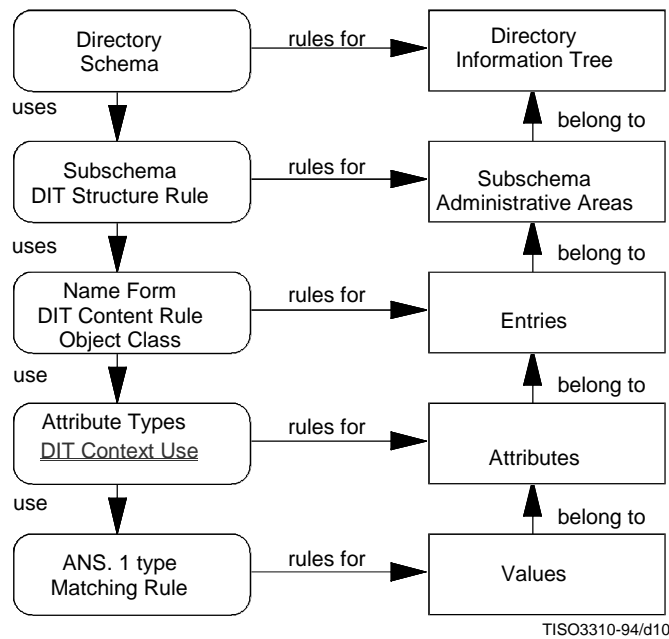 Directory
Schema
rules for
Directory
Information Tree
uses
belong to
Subschema
DIT Structure Rule
rules for
Subschema
Administrative Areas
uses
belong to
Name Form
DIT Content Rule
Object Class
rules for
Entries
use
belong to
Attribute Types
DIT Context Use
rules for
Attributes
use
belong to
ANS. 1 type
Matching Rule
rules for
Values
TISO3310-94/d10